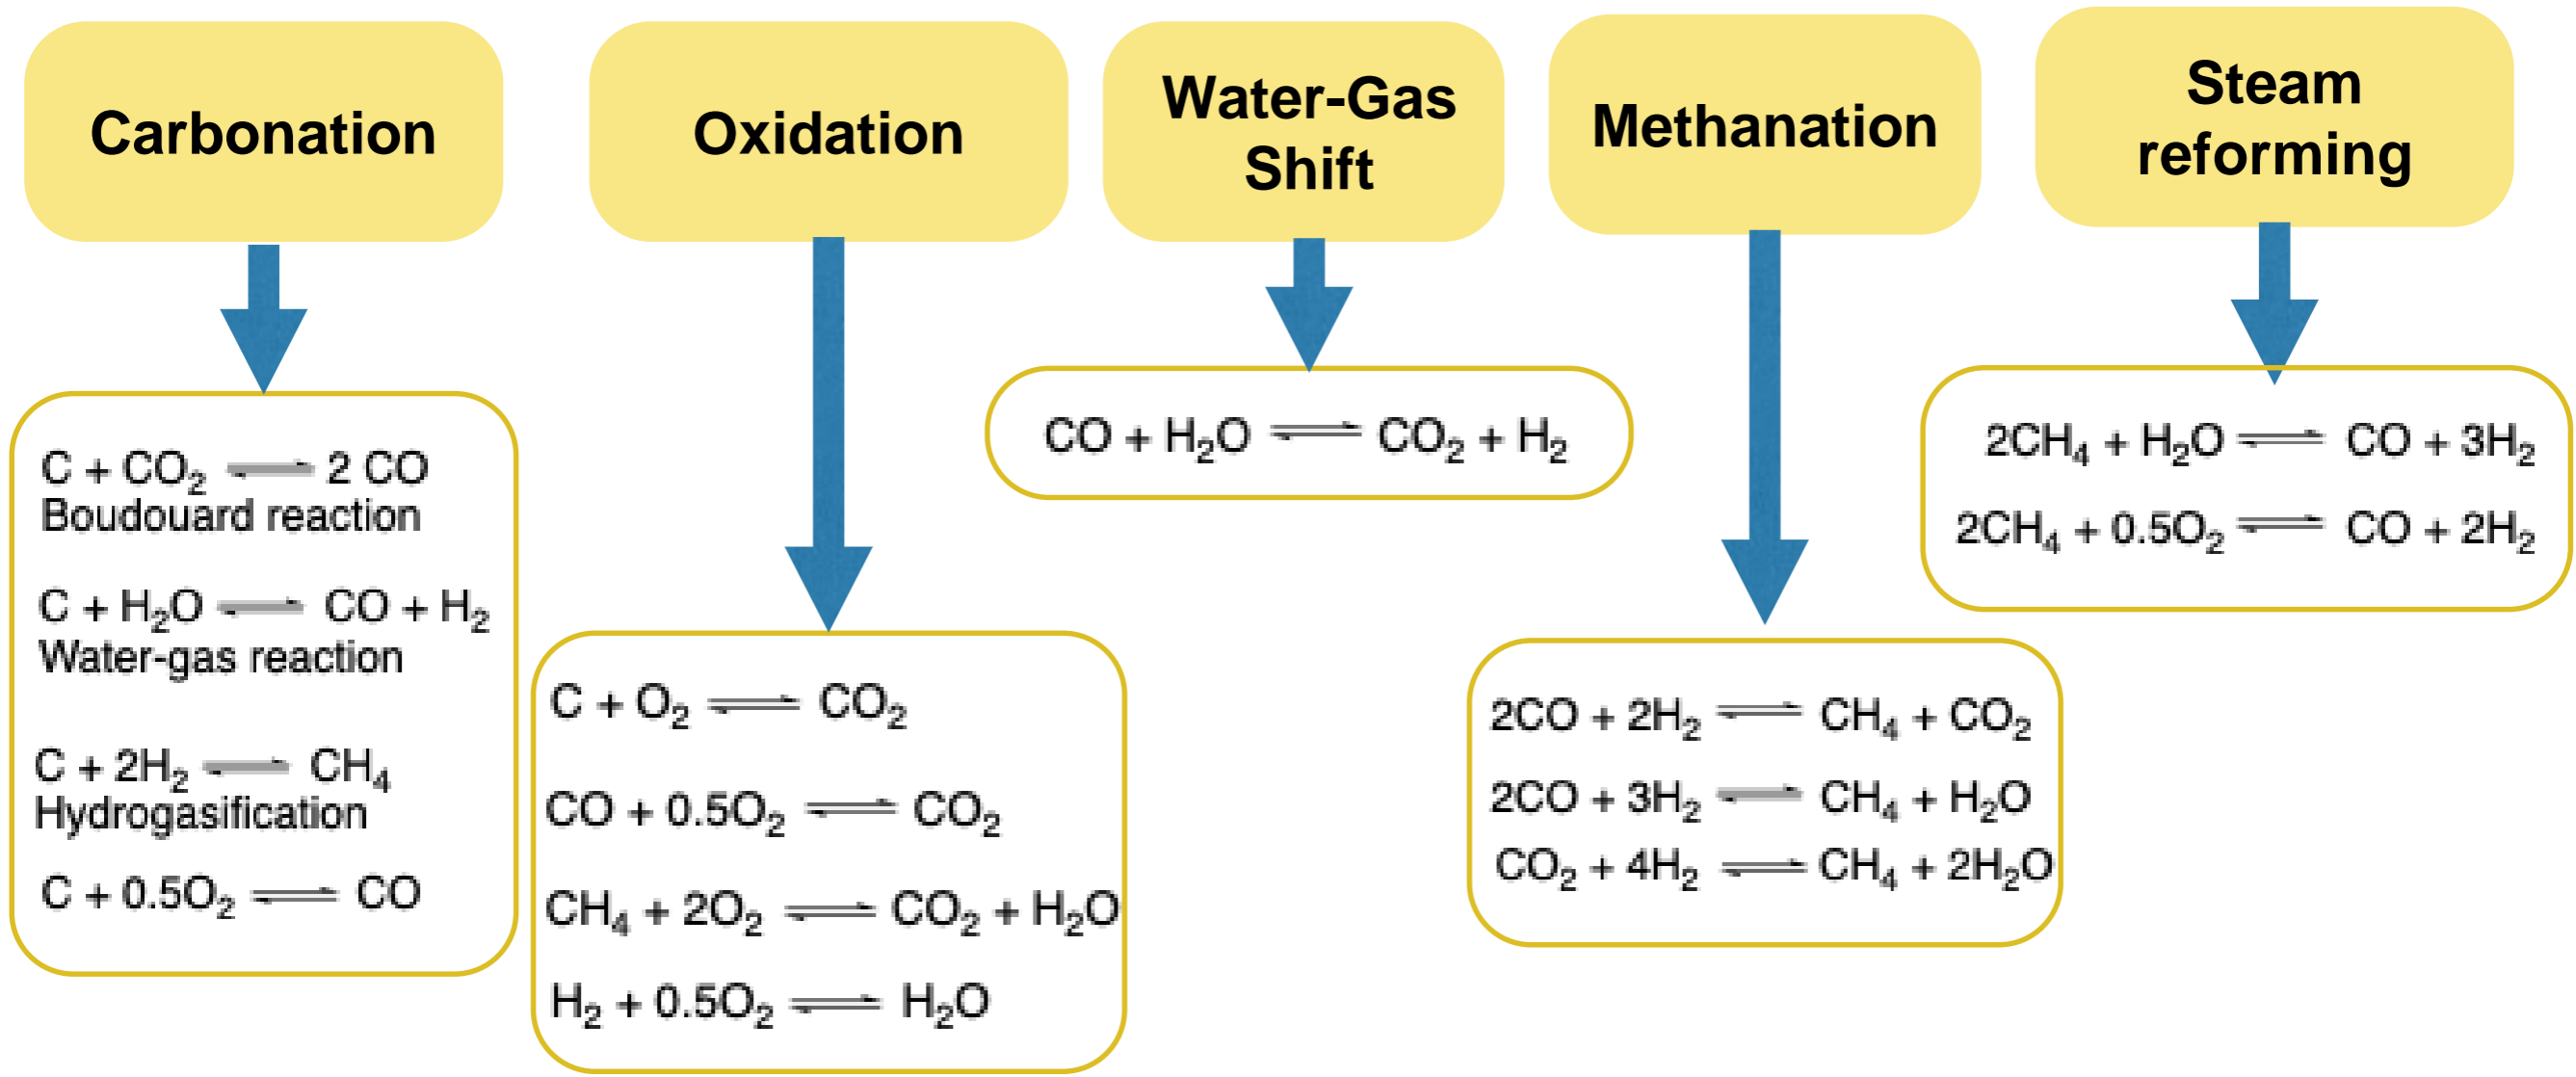 Carbonation
C + CO₂ ⇌ 2 CO
Boudouard reaction
C + H₂O ⇌ CO + H₂
Water-gas reaction
C + 2H₂ ⇌ CH₄
Hydrogasification
C + 0.5O₂ ⇌ CO
Oxidation
C + O₂ ⇌ CO₂
CO + 0.5O₂ ⇌ CO₂
CH₄ + 2O₂ ⇌ CO₂ + H₂O
H₂ + 0.5O₂ ⇌ H₂O
Water-Gas
Shift
CO + H₂O ⇌ CO₂ + H₂
Methanation
2CO + 2H₂ ⇌ CH₄ + CO₂
2CO + 3H₂ ⇌ CH₄ + H₂O
CO₂ + 4H₂ ⇌ CH₄ + 2H₂O
Steam
reforming
2CH₄ + H₂O ⇌ CO + 3H₂
2CH₄ + 0.5O₂ ⇌ CO + 2H₂